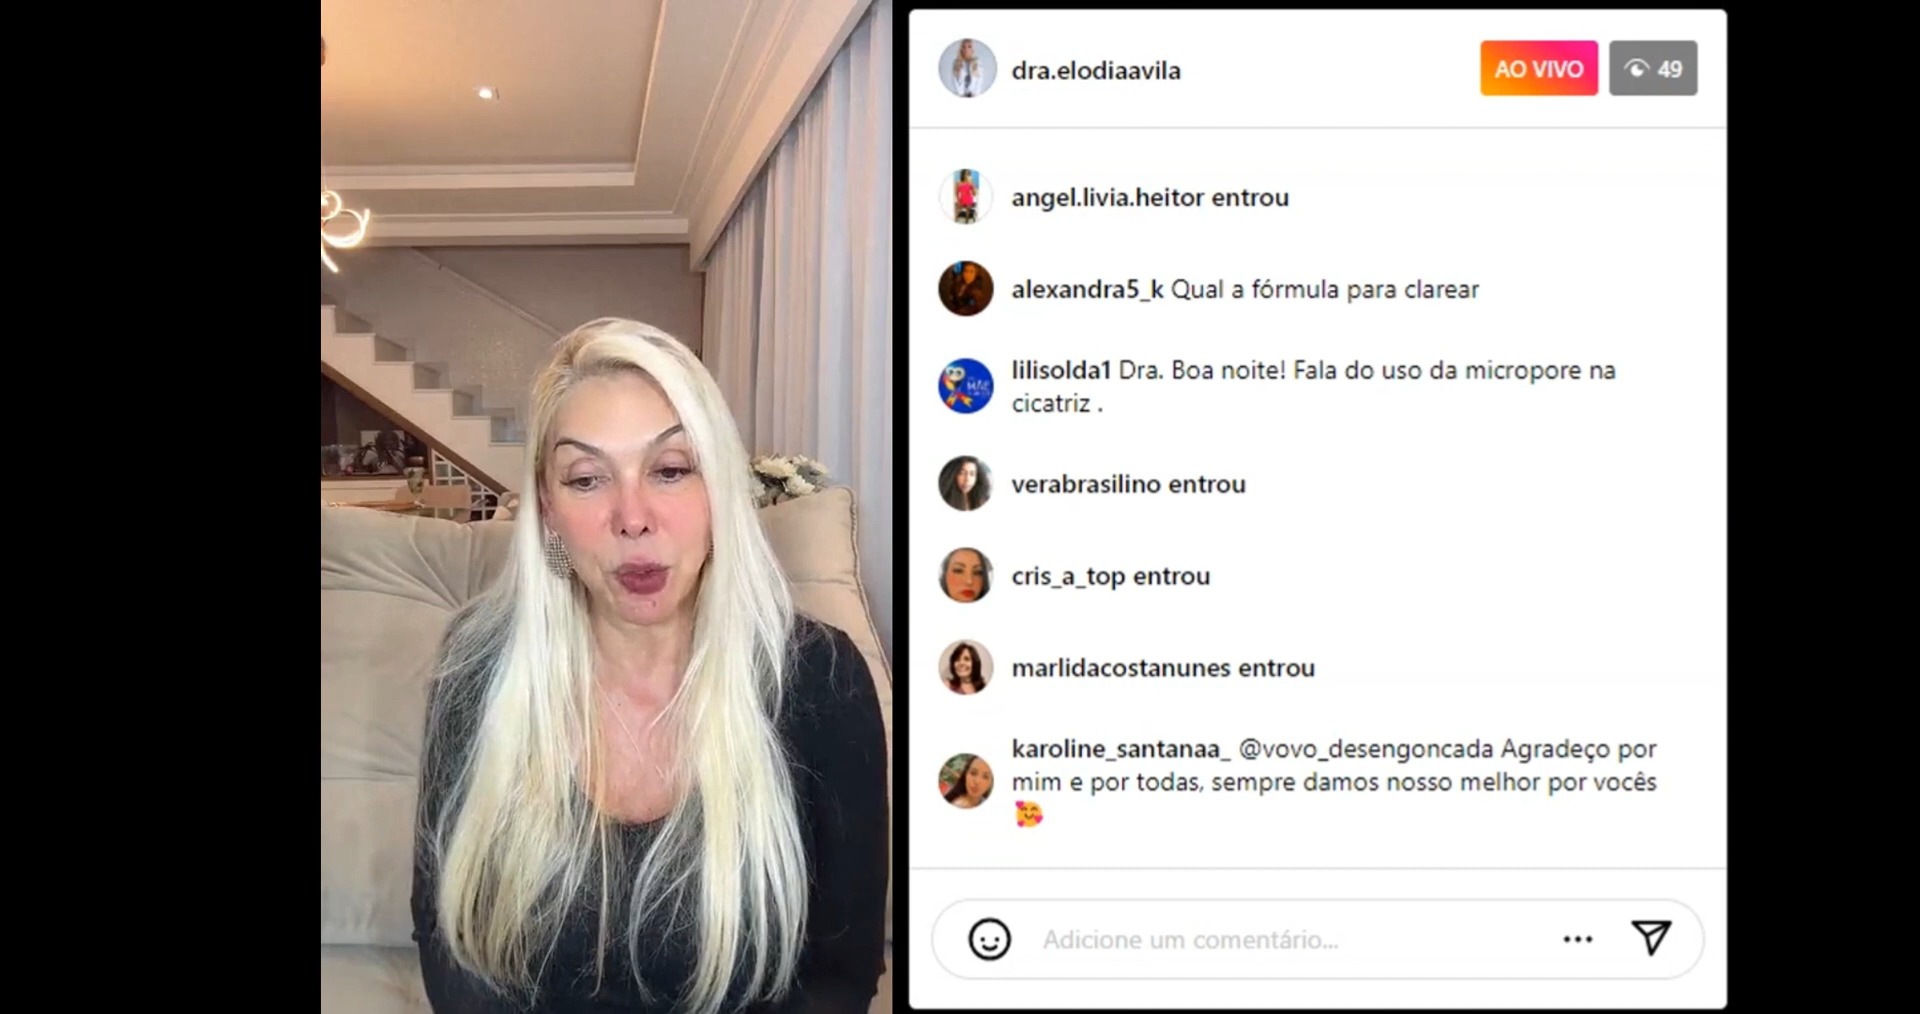 dra.elodiaavila
AO VIVO
49
angel.livia.heitor entrou
alexandra5_k Qual a fórmula para clarear
lilisolda1 Dra. Boa noite! Fala do uso da micropore na
cicatriz .
verabrasilino entrou
cris_a_top entrou
marlidacostanunes entrou
karoline_santanaa_ @vovo_desengoncada Agradeço por
mim e por todas, sempre damos nosso melhor por vocês
🥰
Adicione um comentário...